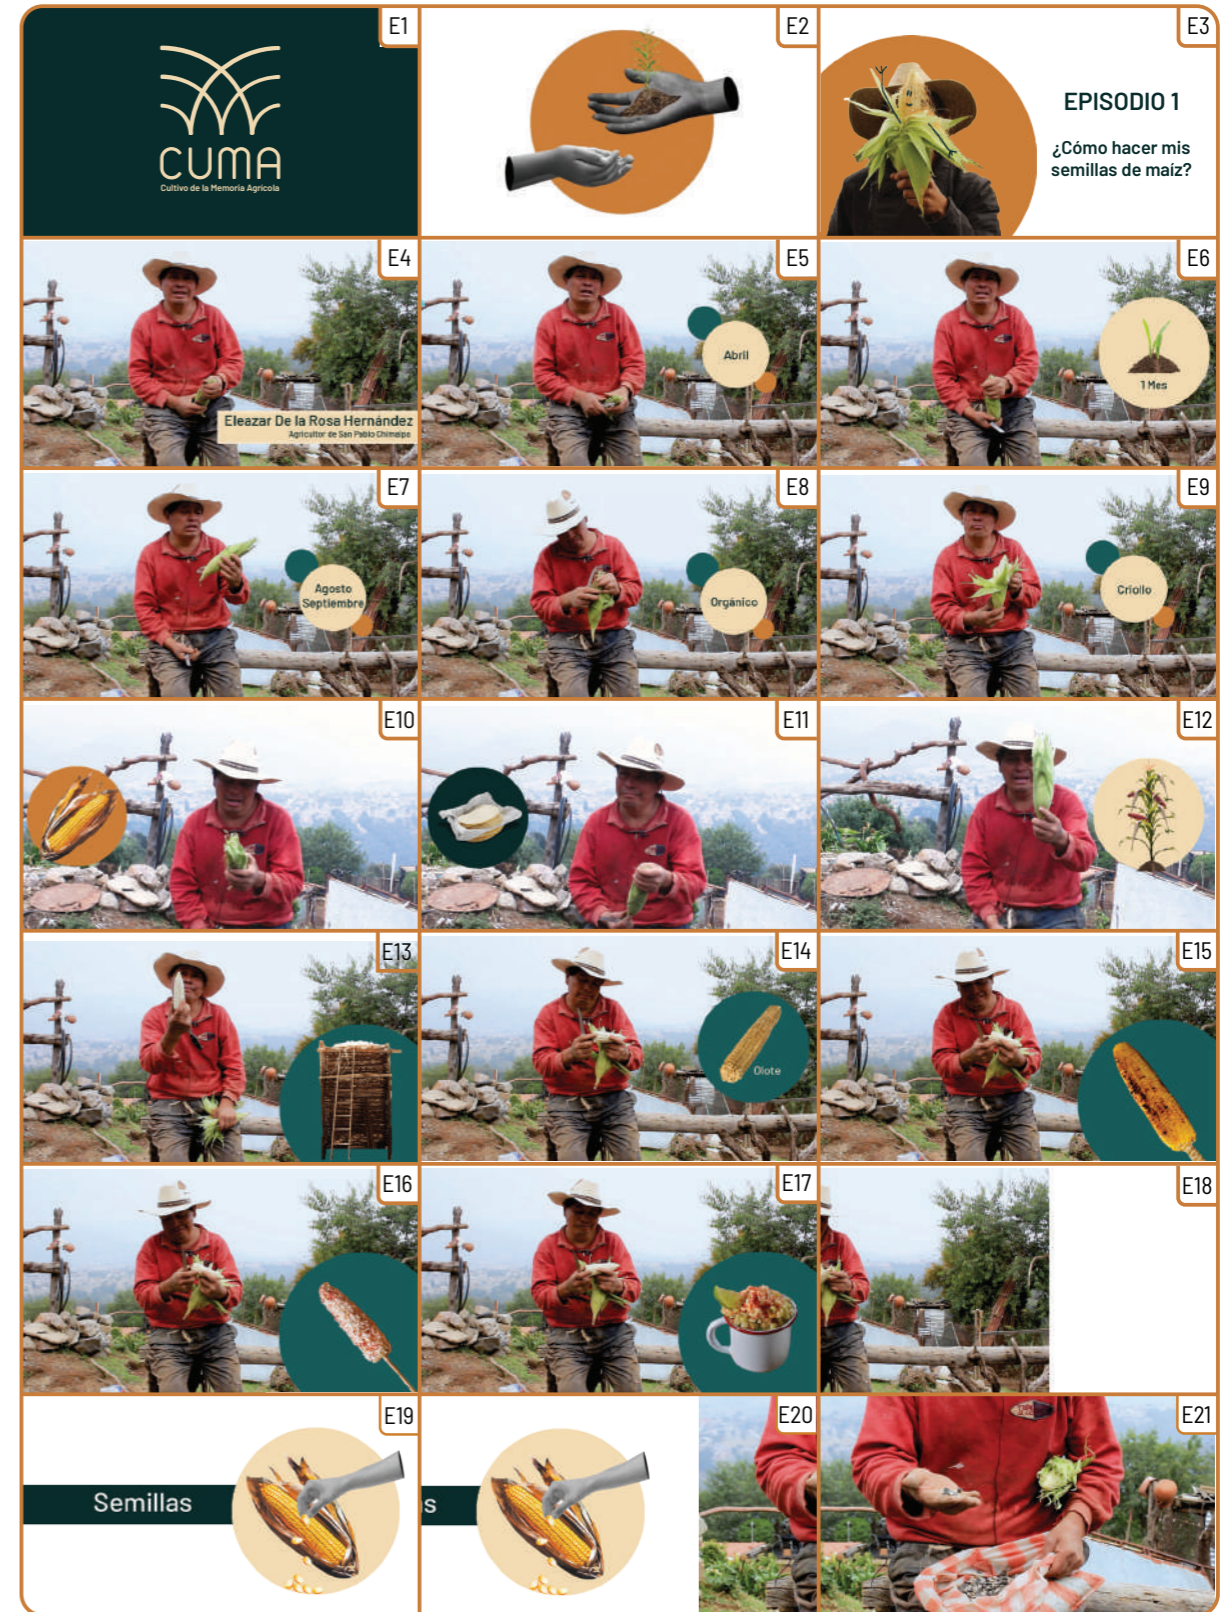 E1
CUMA
Cultivo de la Memoria Agrícola
E2
E3
EPISODIO 1
¿Cómo hacer mis
semillas de maíz?
E4
Eleazar De la Rosa Hernández
Agricultor de San Pablo Chimalpa
E5
Abril
E6
1 Mes
E7
Agosto
Septiembre
E8
Orgánico
E9
Criollo
E10
E11
E12
E13
E14
Olote
E15
E16
E17
E18
E19
Semillas
E20
s
E21